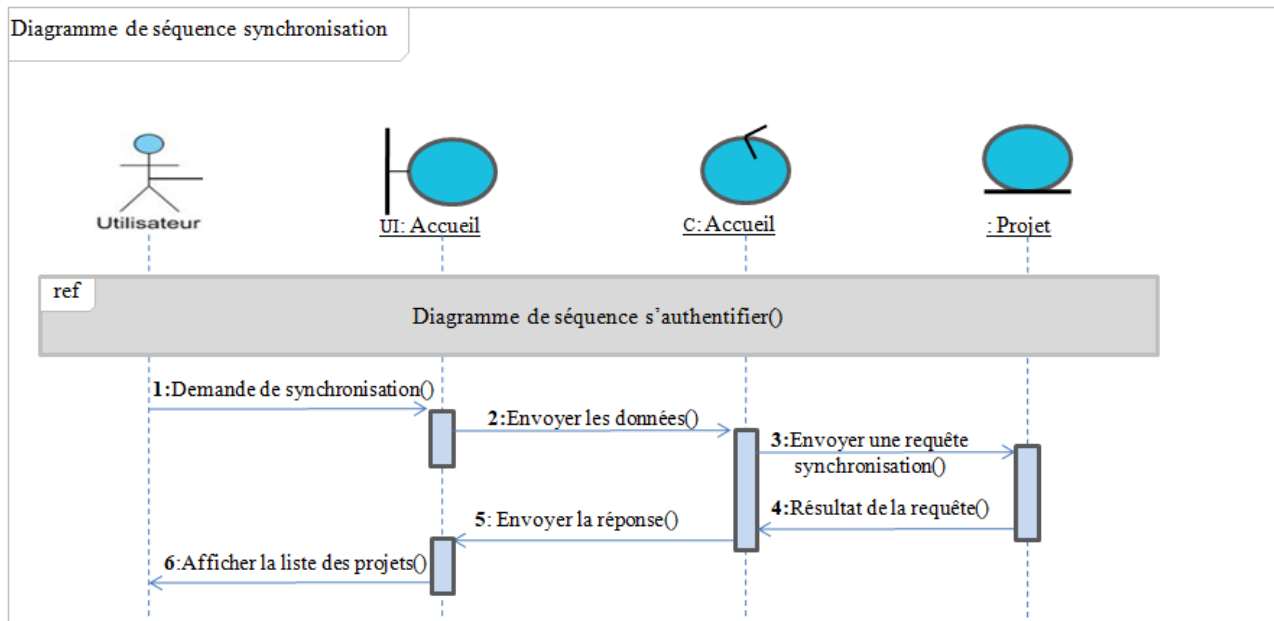 Diagramme de séquence synchronisation
Utilisateur
UI: Accueil
C: Accueil
: Projet
ref
Diagramme de séquence s’authentifier()
1:Demande de synchronisation()
2:Envoyer les données()
3:Envoyer une requête
synchronisation()
4:Résultat de la requête()
5: Envoyer la réponse()
6:Afficher la liste des projets()